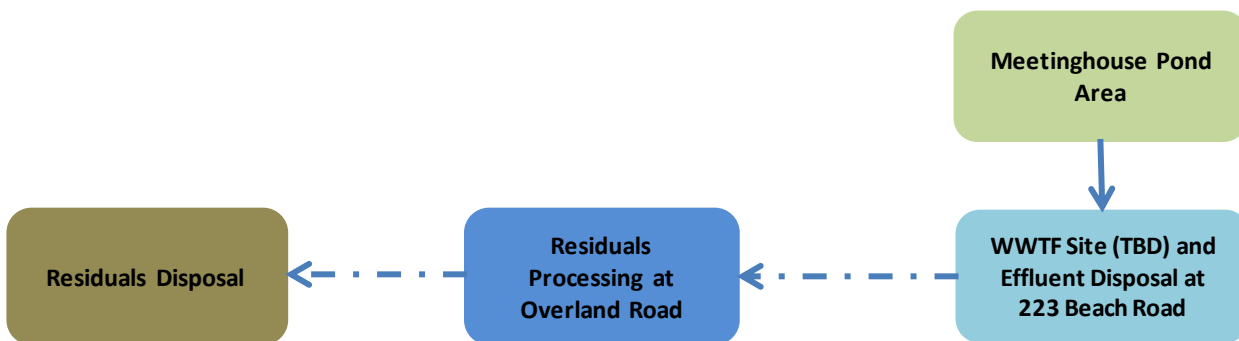 Meetinghouse Pond
Area
Residuals Disposal
Residuals
Processing at
Overland Road
WWTF Site (TBD) and
Effluent Disposal at
223 Beach Road